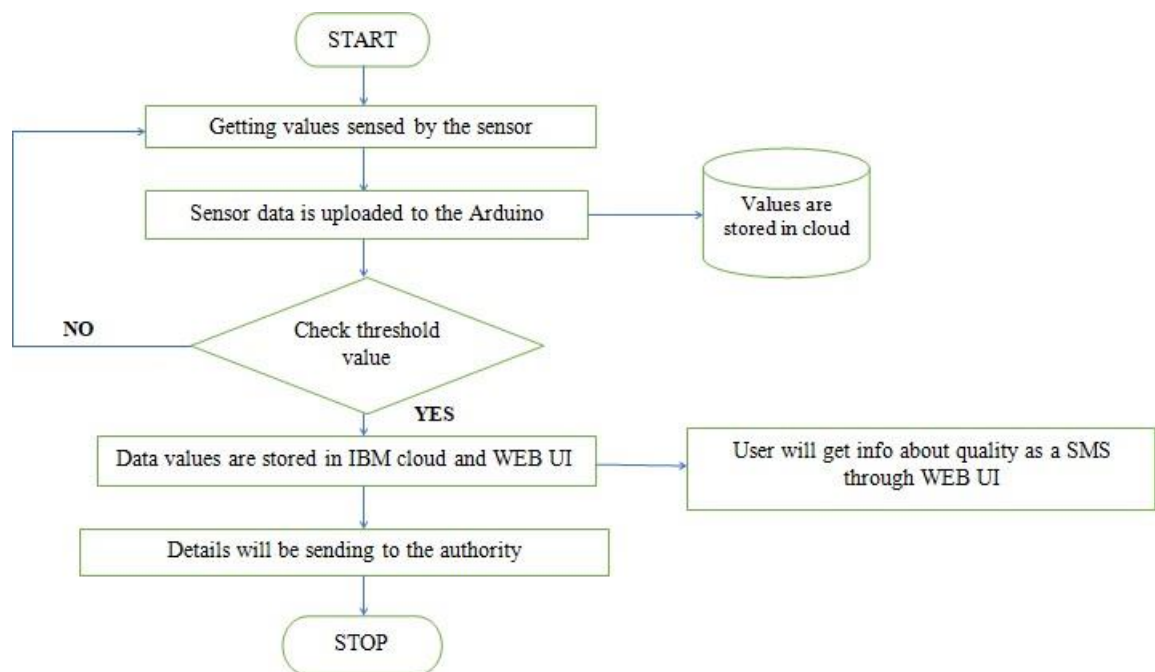 START
Getting values sensed by the sensor
Sensor data is uploaded to the Arduino
Values are
stored in cloud
Check threshold
value
NO
YES
Data values are stored in IBM cloud and WEB UI
User will get info about quality as a SMS
through WEB UI
Details will be sending to the authority
STOP